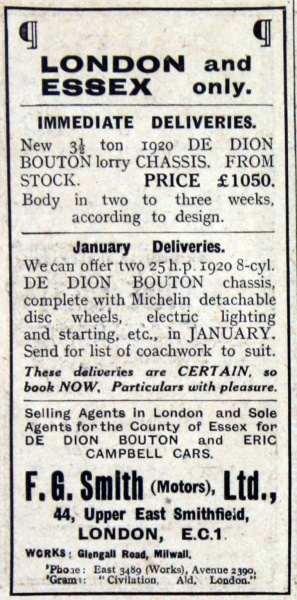 ¶ ¶
LONDON and
ESSEX only.
IMMEDIATE DELIVERIES.
New 3½ ton 1920 DE DION
BOUTON lorry CHASSIS. FROM
STOCK. PRICE £1050.
Body in two to three weeks,
according to design.
January Deliveries.
We can offer two 25 h.p. 1920 8-cyl.
DE DION BOUTON chassis,
complete with Michelin detachable
disc wheels, electric lighting
and starting, etc., in JANUARY.
Send for list of coachwork to suit.
These deliveries are CERTAIN, so
book NOW. Particulars with pleasure.
Selling Agents in London and Sole
Agents for the County of Essex for
DE DION BOUTON and ERIC
CAMPBELL CARS.
F. G. Smith (Motors), Ltd.,
44, Upper East Smithfield,
LONDON, E.C.1
WORKS: Glengall Road, Milwall.
'Phone: East 3489 (Works), Avenue 2390,
'Grams: "Civilation, Ald, London."